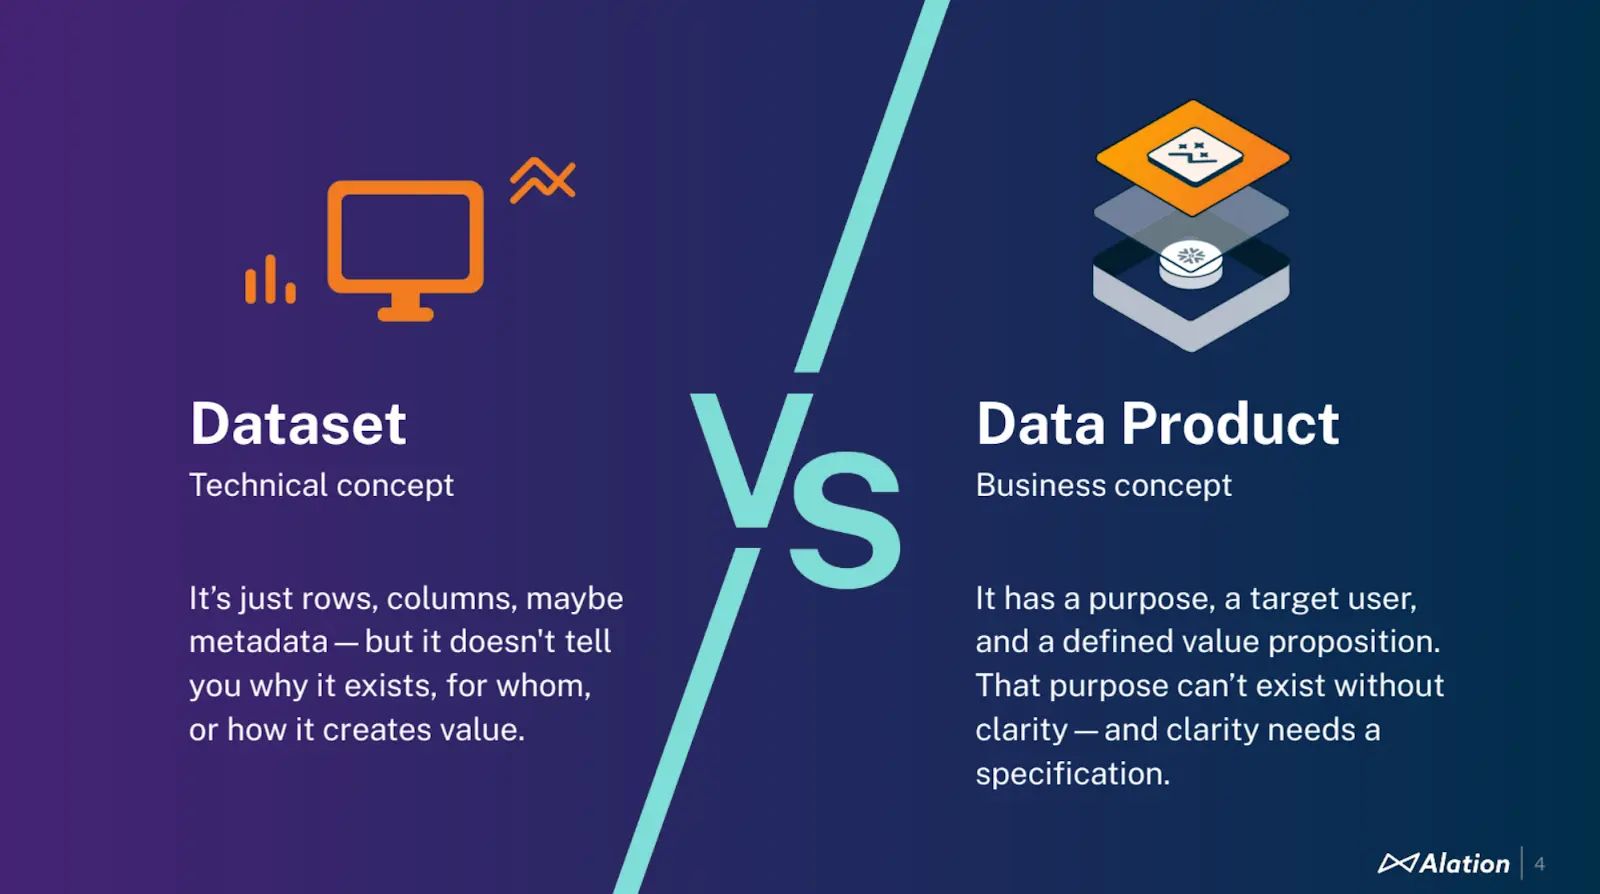 Dataset
Technical concept
It’s just rows, columns, maybe
metadata — but it doesn't tell
you why it exists, for whom,
or how it creates value.
VS
Data Product
Business concept
It has a purpose, a target user,
and a defined value proposition.
That purpose can’t exist without
clarity — and clarity needs a
specification.
Alation
4